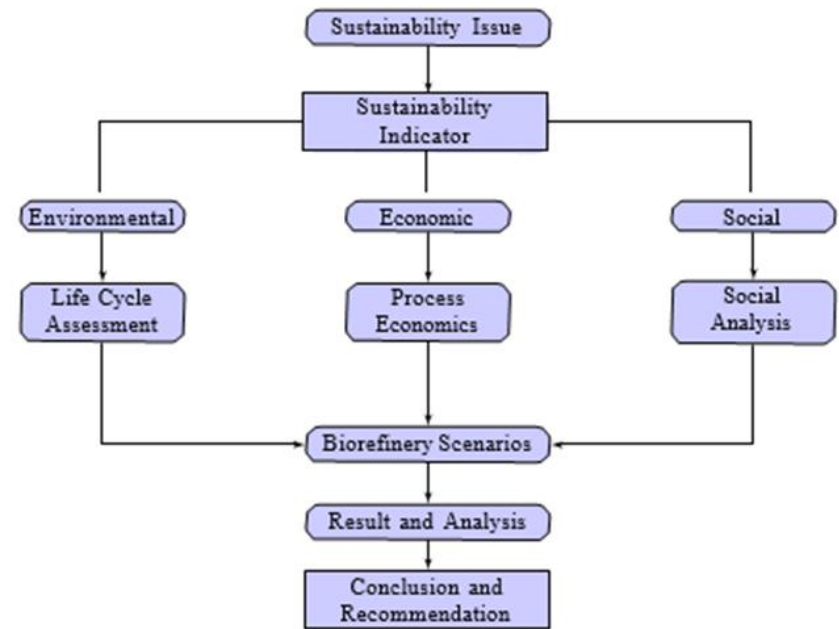 Sustainability Issue
Sustainability
Indicator
Environmental
Economic
Social
Life Cycle
Assessment
Process
Economics
Social
Analysis
Biorefinery Scenarios
Result and Analysis
Conclusion and
Recommendation